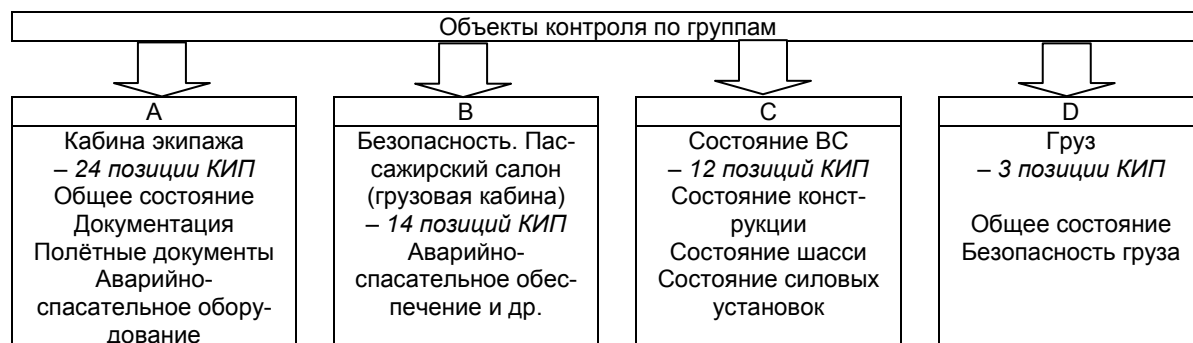 Объекты контроля по группам
A
Кабина экипажа
– 24 позиции КИП
Общее состояние
Документация
Полётные документы
Аварийно-
спасательное обору-
дование
B
Безопасность. Пас-
сажирский салон
(грузовая кабина)
– 14 позиций КИП
Аварийно-
спасательное обес-
печение и др.
C
Состояние ВС
– 12 позиций КИП
Состояние конст-
рукции
Состояние шасси
Состояние силовых
установок
D
Груз
– 3 позиции КИП
Общее состояние
Безопасность груза